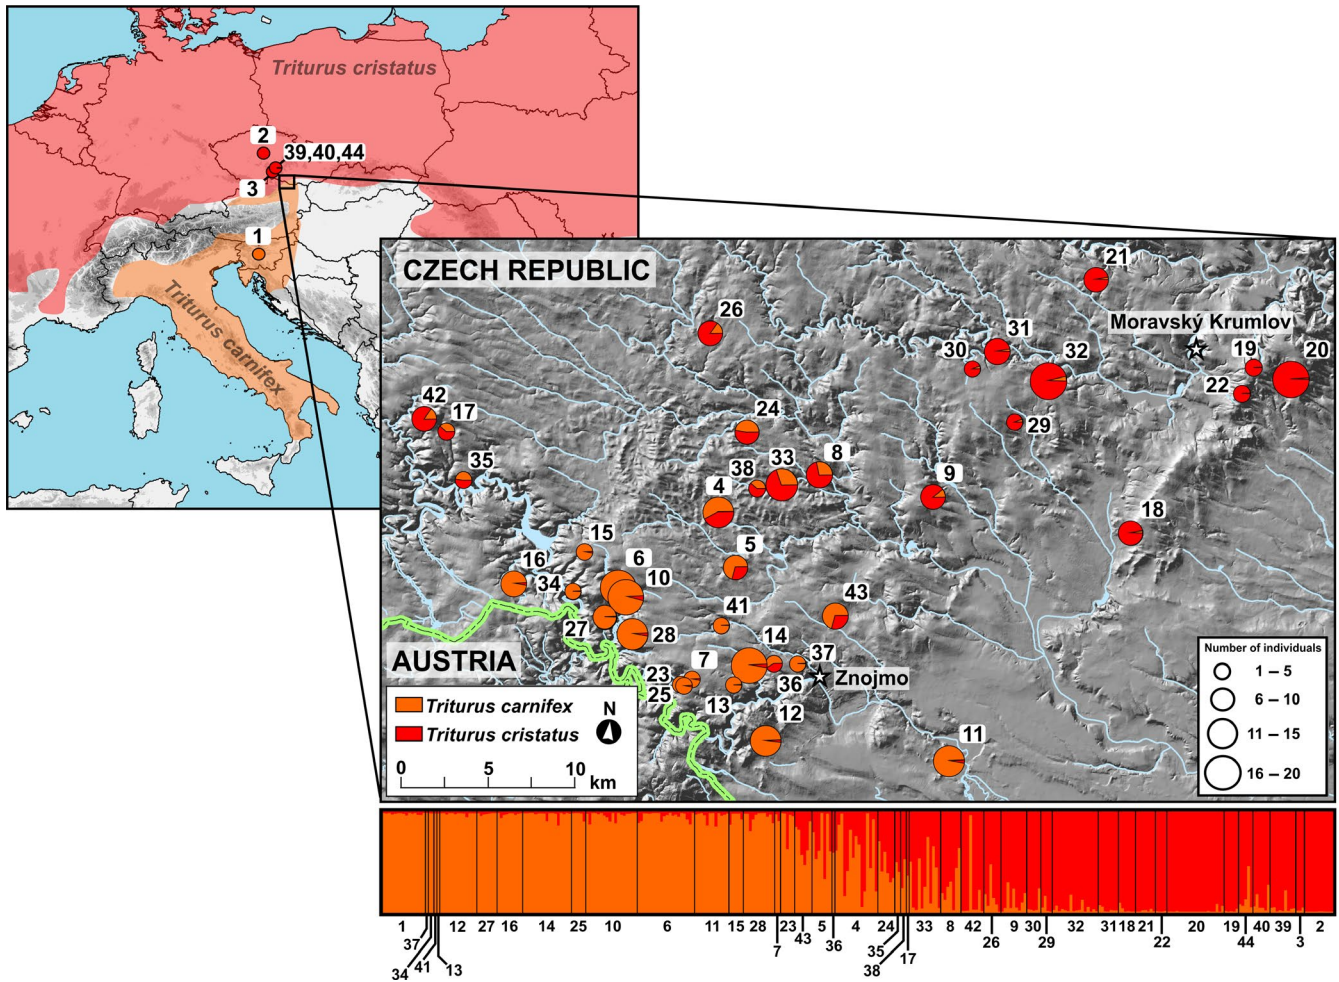 Triturus cristatus
2
39,40,44
3
1
Triturus carnifex
CZECH REPUBLIC
21
26
31
Moravský Krumlov
30
32
19
20
22
42
17
24
29
35
33
8
38
4
9
18
15
5
16
6
34
10
43
41
27
28
14
AUSTRIA
7
37
23
Znojmo
25
36
13
12
11
Triturus carnifex
Triturus cristatus
N
0 5 10
km
Number of individuals
1 – 5
6 – 10
11 – 15
16 – 20
1 12 27 16 14 25 10 6 11 15 28 23 5 4 24 33 8 42 9 30 32 31 18 21 20 19 40 39 2
37 43 36 26 29 22 44 3
34 41 13 7 35 38 17